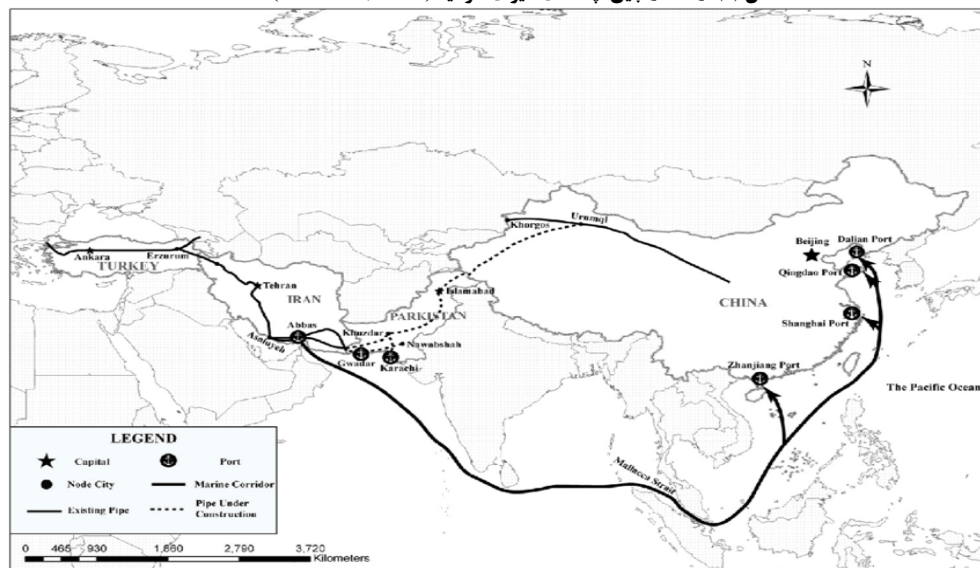 N
Khorgos
Urumqi
Beijing
Dalian Port
Ankara
TURKEY
Erzurum
Qingdao Port
Tehran
IRAN
Islamabad
CHINA
PARKISTAN
Abbas
Khuzdar
Shanghai Port
Asaluyeh
Nawabshah
Gwadar
Karachi
Zhanjiang Port
The Pacific Ocean
Mallacca Strait
LEGEND
Capital
Port
Node City
Marine Corridor
Existing Pipe
Pipe Under
Construction
0 465 930 1,860 2,790 3,720
Kilometers